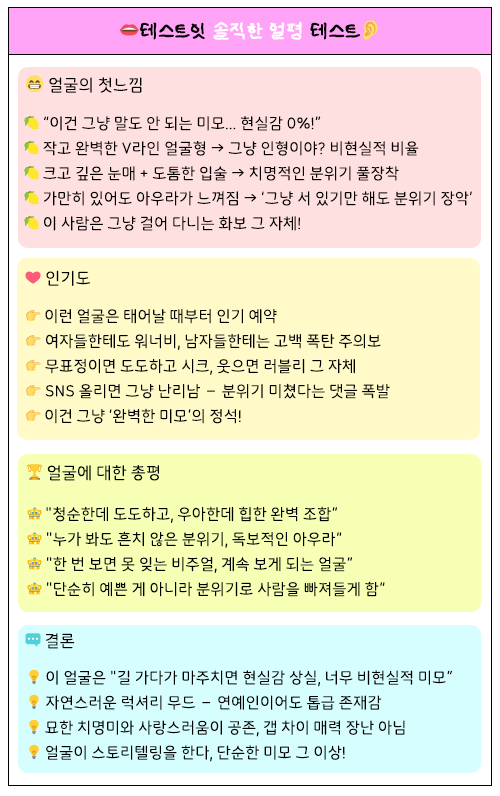 테스트잇 솔직한 얼평 테스트
얼굴의 첫느낌
“이건 그냥 말도 안 되는 미모... 현실감 0%!”
작고 완벽한 V라인 얼굴형 → 그냥 인형이야? 비현실적 비율
크고 깊은 눈매 + 도톰한 입술 → 치명적인 분위기 풀장착
가만히 있어도 아우라가 느껴짐 → ‘그냥 서 있기만 해도 분위기 장악’
이 사람은 그냥 걸어 다니는 화보 그 자체!
인기도
이런 얼굴은 태어날 때부터 인기 예약
여자들한테도 워너비, 남자들한테는 고백 폭탄 주의보
무표정이면 도도하고 시크, 웃으면 러블리 그 자체
SNS 올리면 그냥 난리남 – 분위기 미쳤다는 댓글 폭발
이건 그냥 ‘완벽한 미모’의 정석!
얼굴에 대한 총평
"청순한데 도도하고, 우아한데 힙한 완벽 조합“
"누가 봐도 흔치 않은 분위기, 독보적인 아우라“
"한 번 보면 못 잊는 비주얼, 계속 보게 되는 얼굴”
"단순히 예쁜 게 아니라 분위기로 사람을 빠져들게 함”
결론
이 얼굴은 "길 가다가 마주치면 현실감 상실, 너무 비현실적 미모”
자연스러운 럭셔리 무드 – 연예인이어도 톱급 존재감
묘한 치명미와 사랑스러움이 공존, 갭 차이 매력 장난 아님
얼굴이 스토리텔링을 한다, 단순한 미모 그 이상!